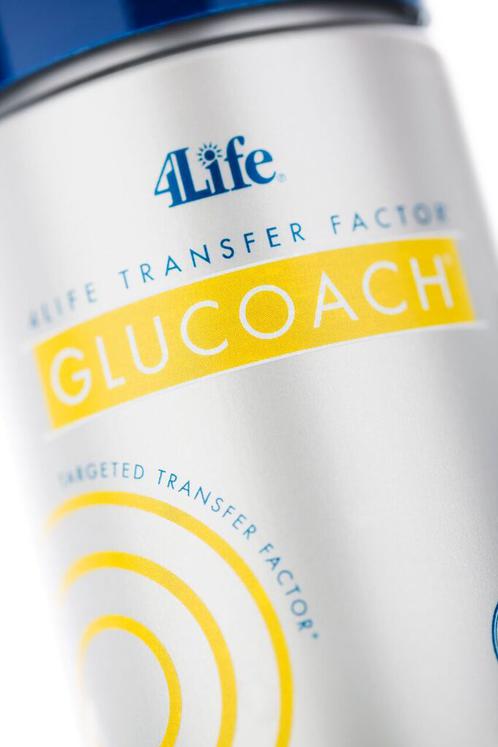 4Life®
4LIFE TRANSFER FACTOR
GLUCOACH®
TARGETED TRANSFER FACTOR®